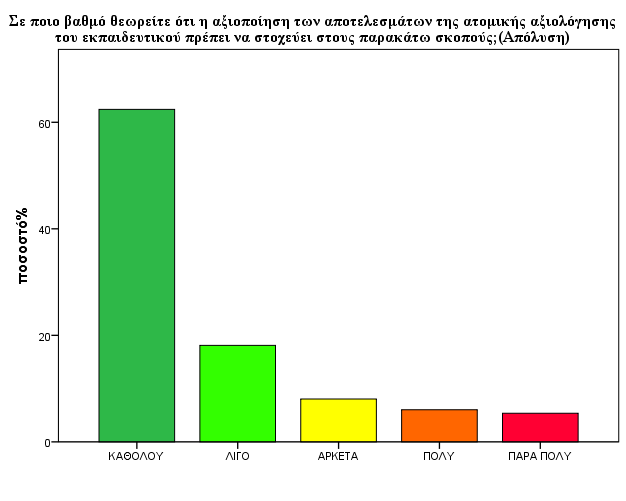 Σε ποιο βαθμό θεωρείτε ότι η αξιοποίηση των αποτελεσμάτων της ατομικής αξιολόγησης
του εκπαιδευτικού πρέπει να στοχεύει στους παρακάτω σκοπούς;(Απόλυση)
ποσοστό%
60
40
20
0
ΚΑΘΟΛΟΥ
ΛΙΓΟ
ΑΡΚΕΤΑ
ΠΟΛΥ
ΠΑΡΑ ΠΟΛΥ